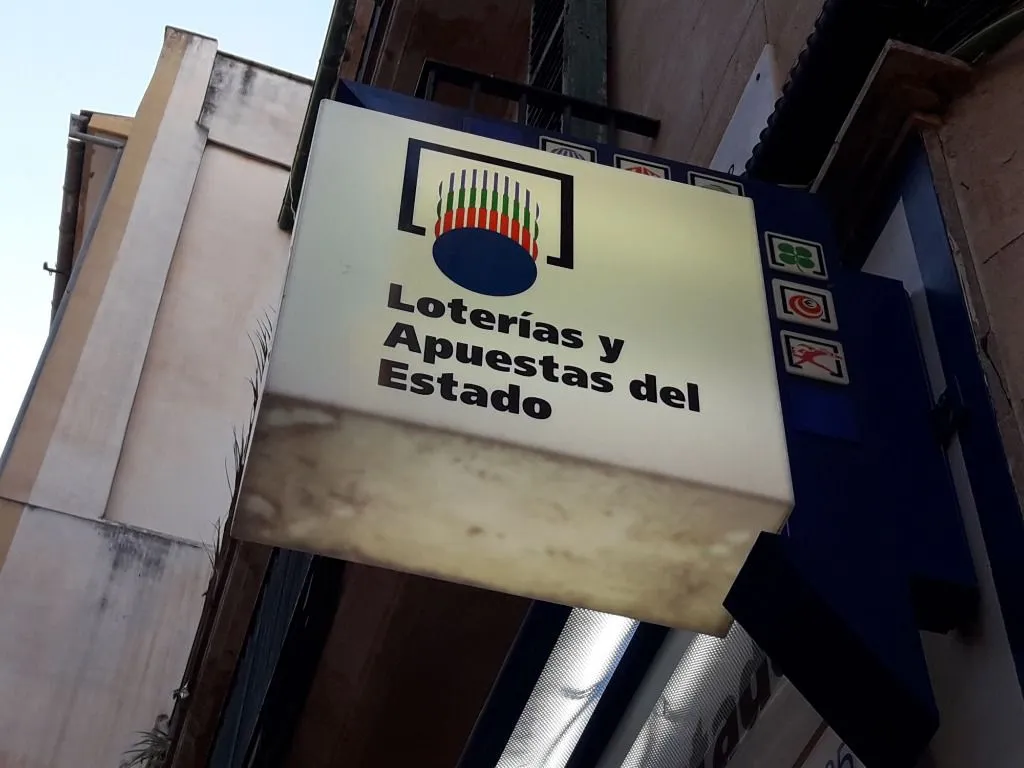 Loterías y
Apuestas del
Estado